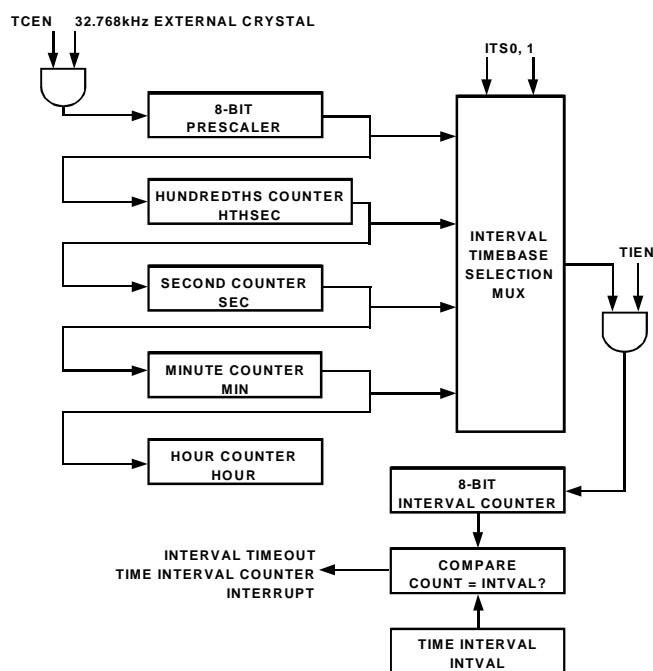 TCEN 32.768kHz EXTERNAL CRYSTAL
ITS0, 1
8-BIT
PRESCALER
HUNDREDTHS COUNTER
HTHSEC
INTERVAL
TIMEBASE
SELECTION
MUX
TIEN
SECOND COUNTER
SEC
MINUTE COUNTER
MIN
HOUR COUNTER
HOUR
8-BIT
INTERVAL COUNTER
INTERVAL TIMEOUT
TIME INTERVAL COUNTER
INTERRUPT
COMPARE
COUNT = INTVAL?
TIME INTERVAL
INTVAL